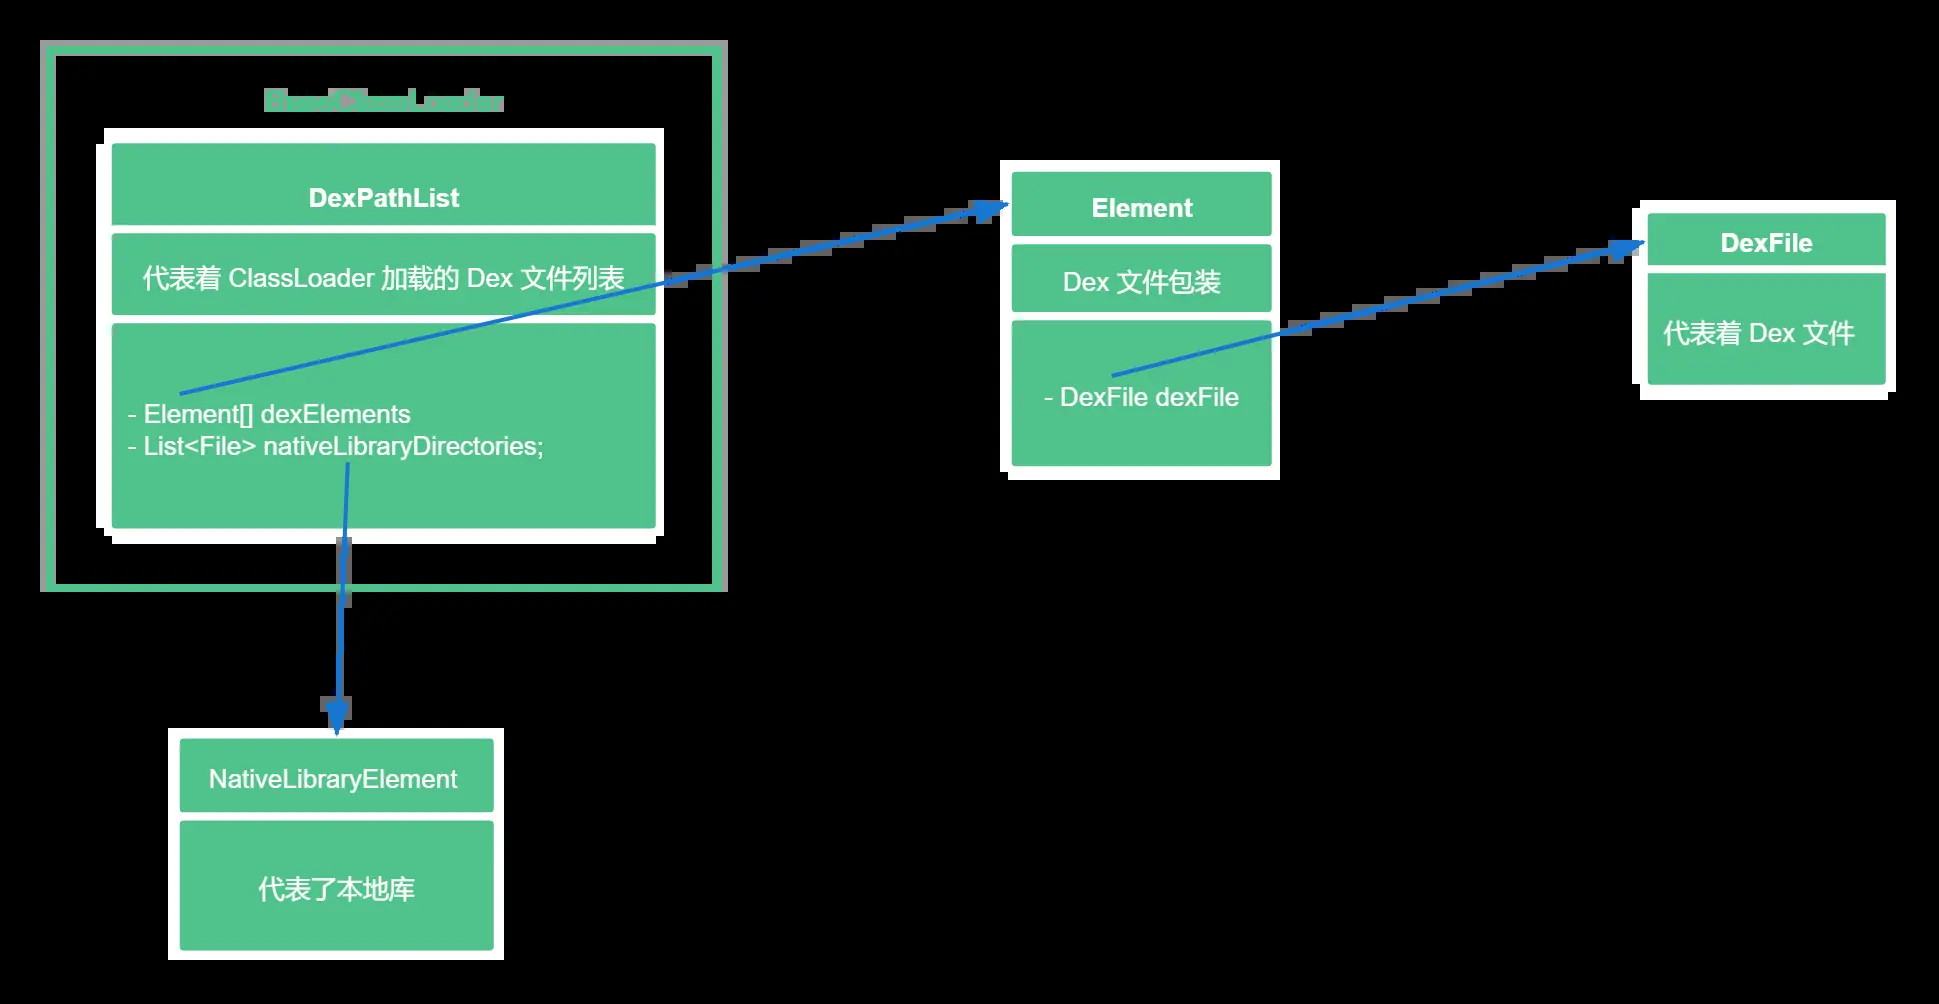 BaseClassLoader
DexPathList
代表着 ClassLoader 加载的 Dex 文件列表
- Element[] dexElements
- List<File> nativeLibraryDirectories;
Element
Dex 文件包装
- DexFile dexFile
DexFile
代表着 Dex 文件
NativeLibraryElement
代表了本地库